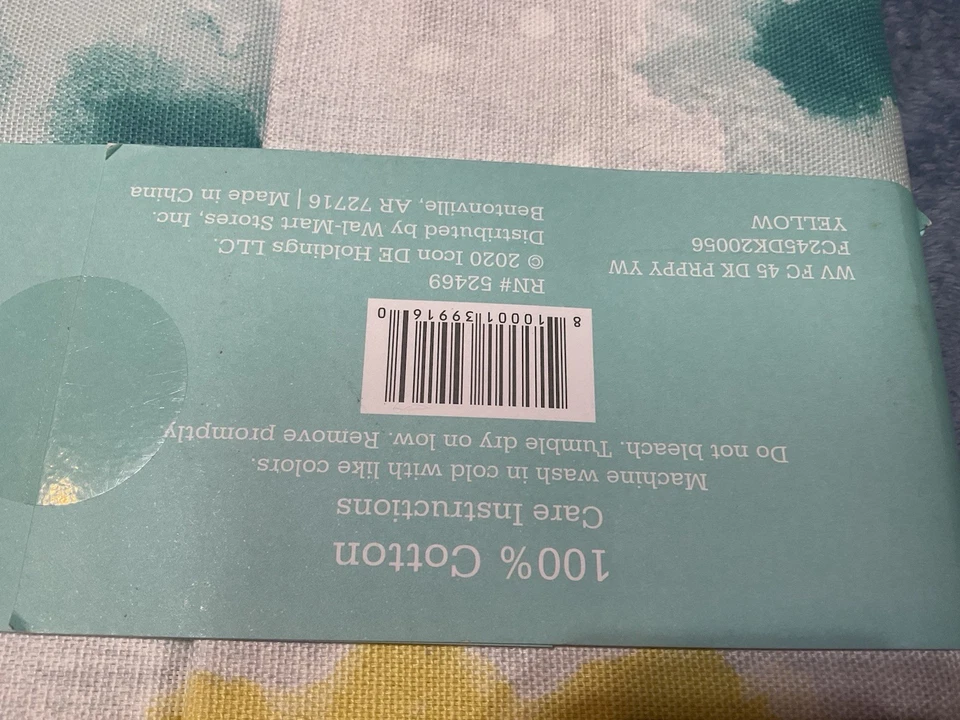 100% Cotton
Care Instructions
Machine wash in cold with like colors.
Do not bleach. Tumble dry on low. Remove promptly.
8 10001 39916 0
RN# 52469
© 2020 Icon DE Holdings LLC.
Distributed by Wal-Mart Stores, Inc.
Bentonville, AR 72716 | Made in China
WV FC 45 DK PRPPY YW
FC245DK20056
YELLOW